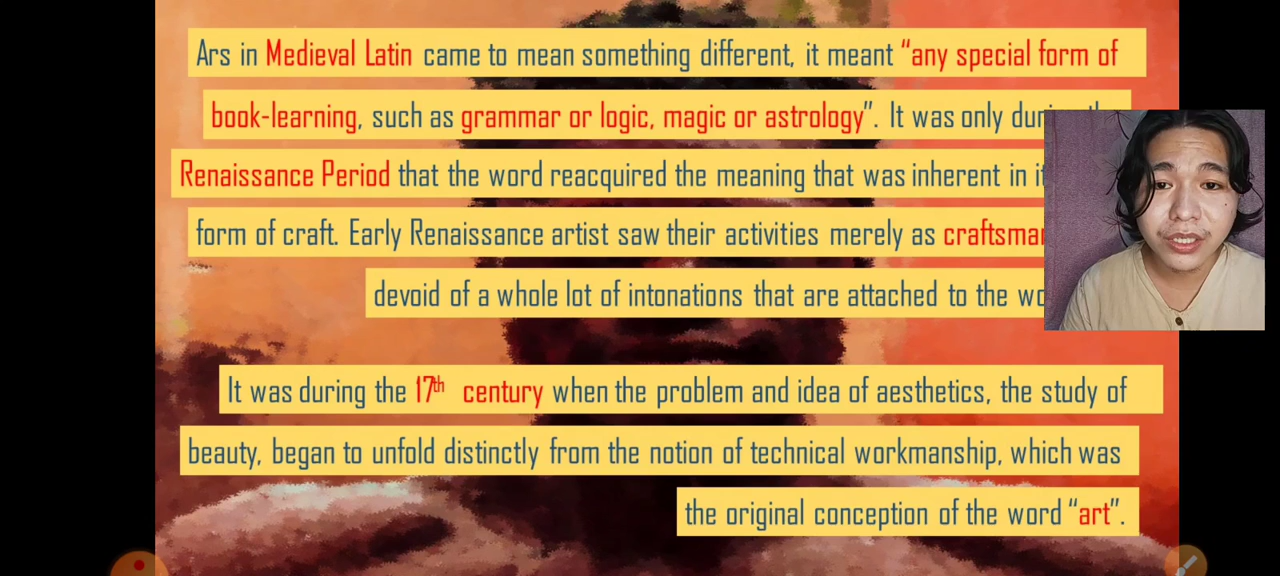 Ars in Medieval Latin came to mean something different, it meant “any special form of
book-learning, such as grammar or logic, magic or astrology”. It was only
Renaissance Period that the word reacquired the meaning that was inherent in
form of craft. Early Renaissance artist saw their activities merely as
devoid of a whole lot of intonations that are attached to the
It was during the 17th century when the problem and idea of aesthetics, the study of
beauty, began to unfold distinctly from the notion of technical workmanship, which was
the original conception of the word “art”.